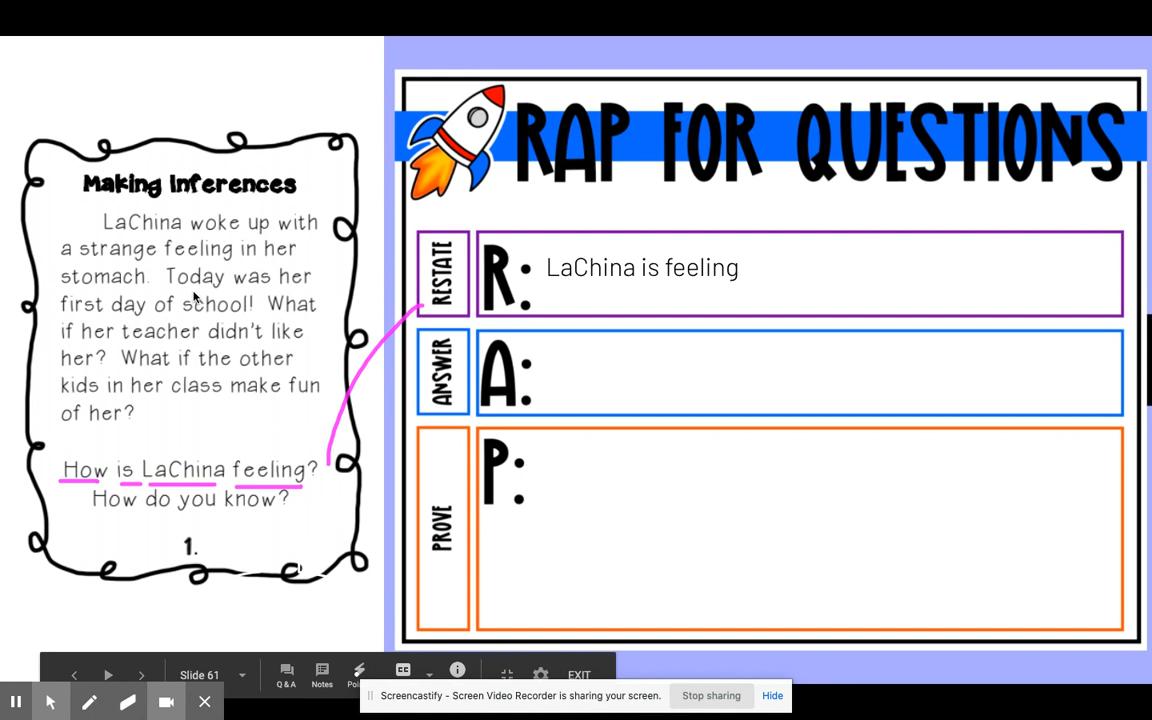 Making Inferences
LaChina woke up with
a strange feeling in her
stomach. Today was her
first day of school! What
if her teacher didn't like
her? What if the other
kids in her class make fun
of her?
How is LaChina feeling?
How do you know?
1.
RAP FOR QUESTIONS
RESTATE
R: LaChina is feeling
ANSWER
A:
PROVE
P:
Slide 61
Q & A
Notes
EXIT
Screencastify - Screen Video Recorder is sharing your screen.
Stop sharing
Hide